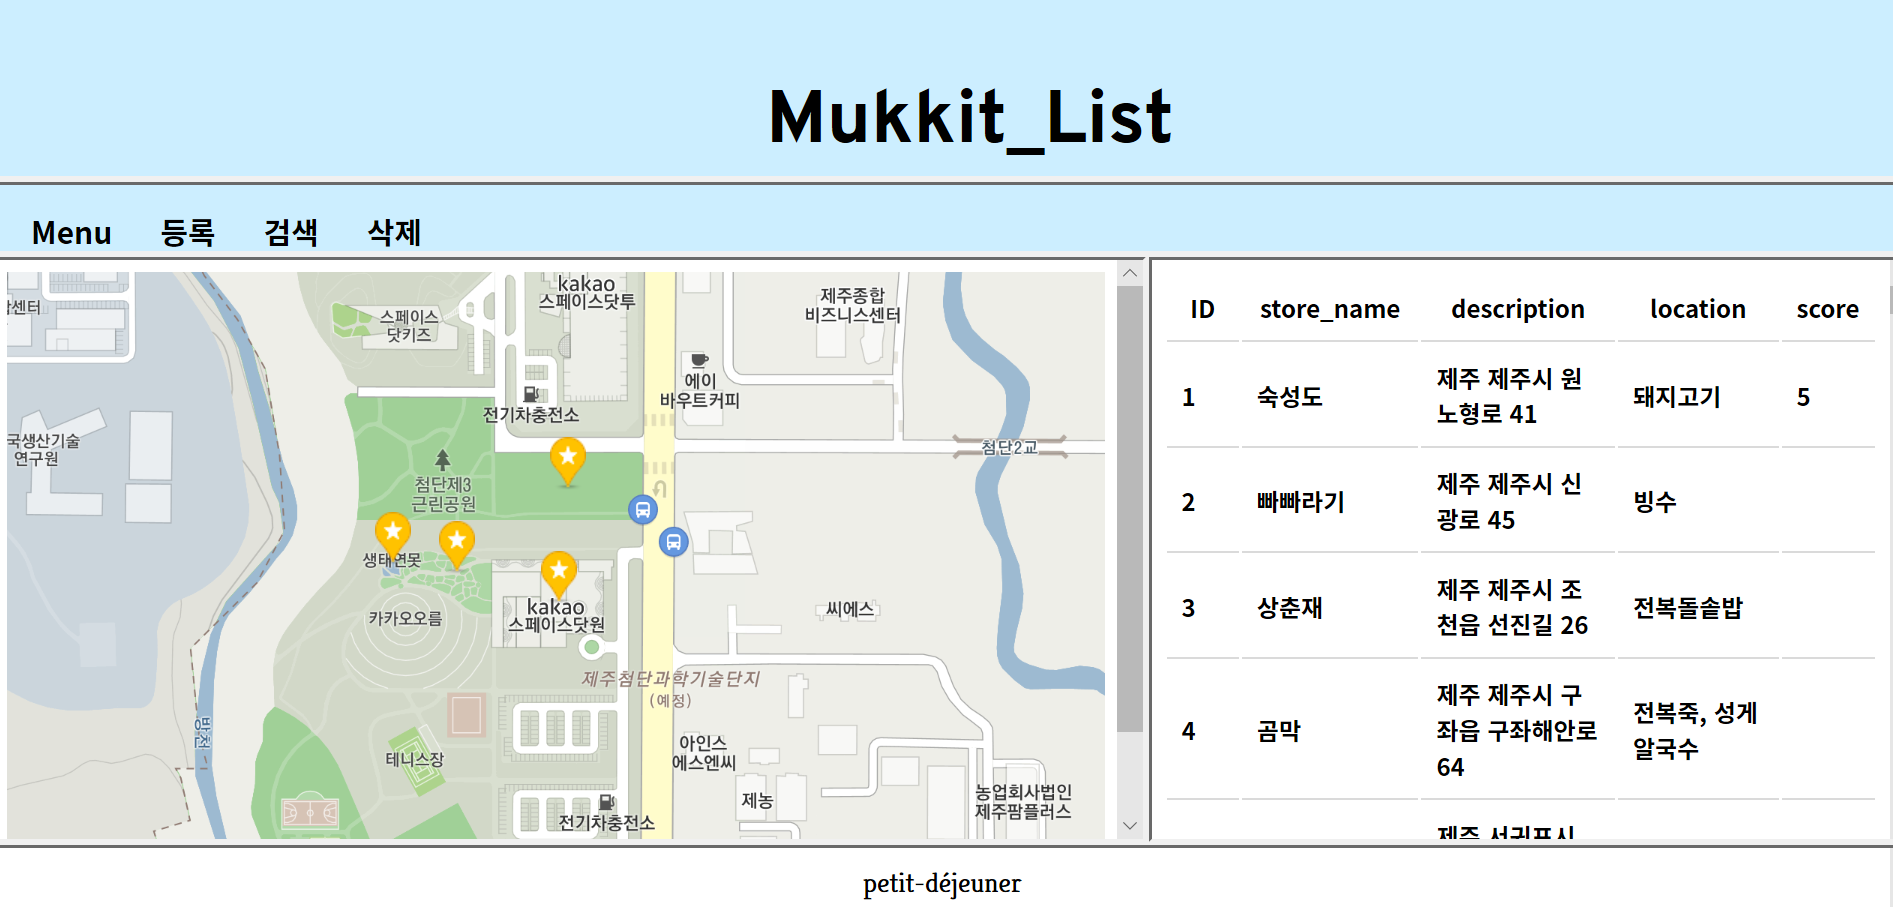 Mukkit_List
Menu 등록 검색 삭제
kakao
스페이스닷투
센터
스페이스
닷키즈
제주종합
비즈니스센터
에이
바우트커피
전기차충전소
국생산기술
연구원
첨단2교
첨단제3
근린공원
생태연못
kakao
스페이스닷원
카카오오름
씨에스
제주첨단과학기술단지
(예정)
방천
테니스장
아인스
에스엔씨
제농
농업회사법인
제주팜플러스
전기차충전소
ID store_name description location score
1 숙성도 제주 제주시 원
노형로 41 돼지고기 5
2 빠빠라기 제주 제주시 신
광로 45 빙수
3 상춘재 제주 제주시 조
천읍 선진길 26 전복돌솥밥
4 곰막 제주 제주시 구
좌읍 구좌해안로
64 전복죽, 성게
알국수
제주 서귀포시
petit-déjeuner